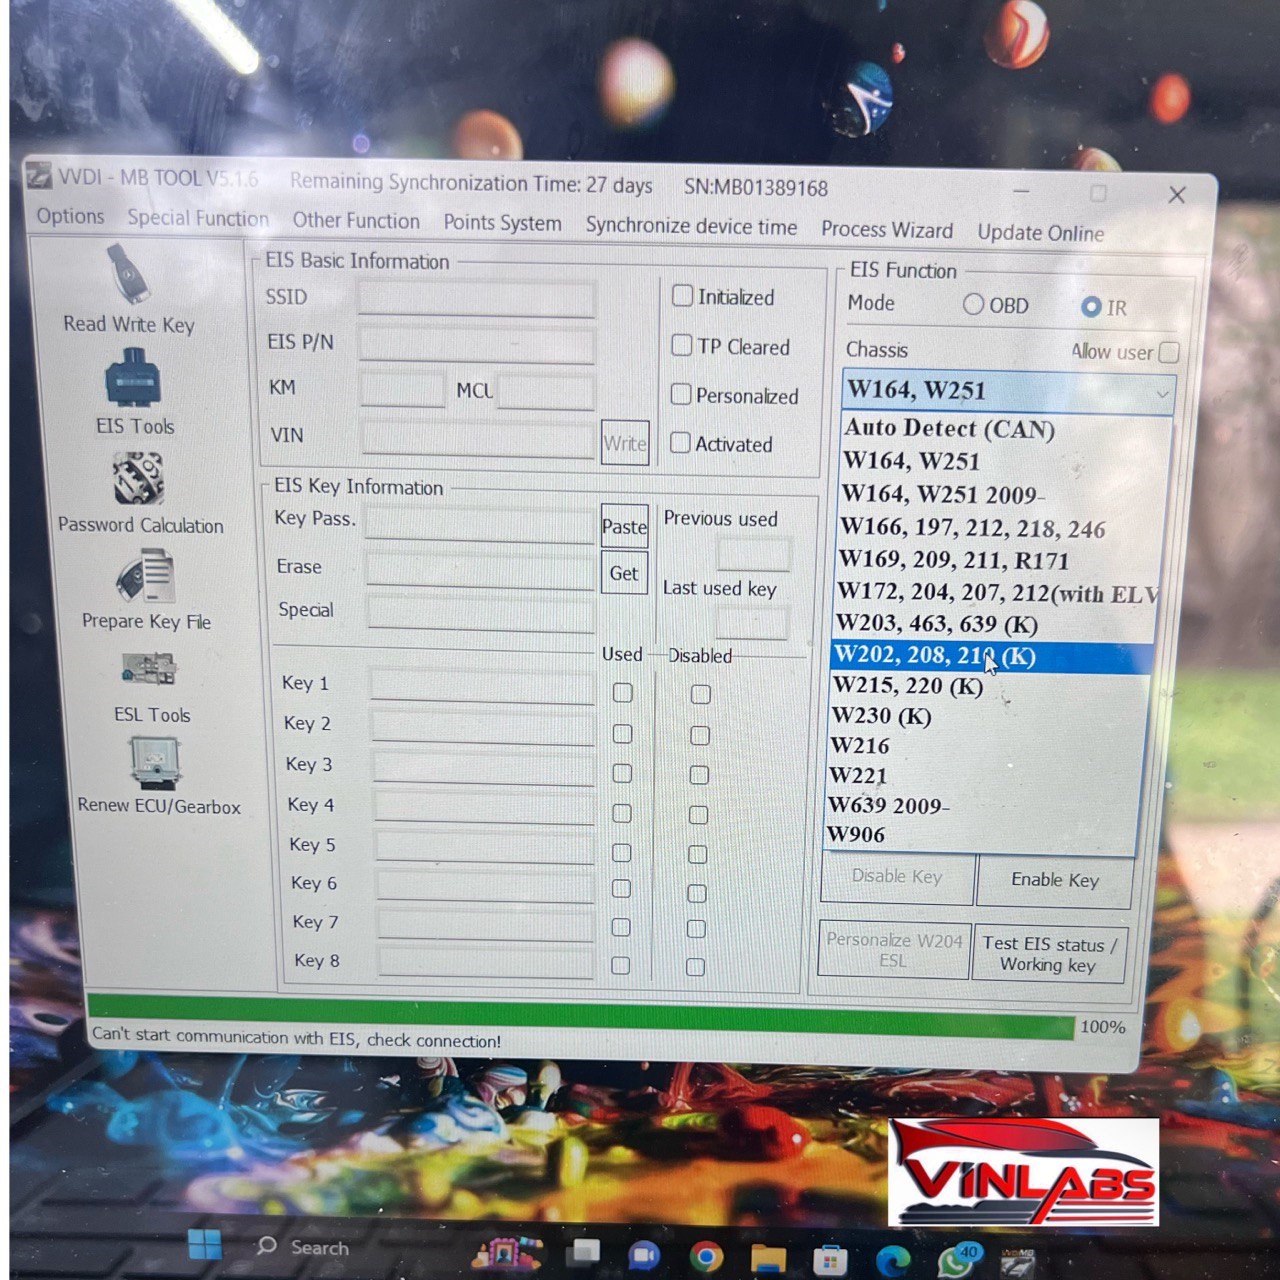 VVDI - MB TOOL V5.1.6 Remaining Synchronization Time: 27 days SN:MB01389168
Options Special Function Other Function Points System Synchronize device time Process Wizard Update Online
Read Write Key
EIS Tools
Password Calculation
Prepare Key File
ESL Tools
Renew ECU/Gearbox
EIS Basic Information
SSID
EIS P/N
KM MCU
VIN Write
Initialized
TP Cleared
Personalized
Activated
EIS Key Information
Key Pass. Paste
Erase Get
Special
Previous used
Last used key
Used Disabled
Key 1
Key 2
Key 3
Key 4
Key 5
Key 6
Key 7
Key 8
EIS Function
Mode OBD IR
Chassis Allow user
W164, W251
Auto Detect (CAN)
W164, W251
W164, W251 2009-
W166, 197, 212, 218, 246
W169, 209, 211, R171
W172, 204, 207, 212(with ELV
W203, 463, 639 (K)
W202, 208, 210 (K)
W215, 220 (K)
W230 (K)
W216
W221
W639 2009-
W906
Disable Key Enable Key
Personalize W204 ESL
Test EIS status / Working key
100%
Can't start communication with EIS, check connection!
VINLABS
Search
40